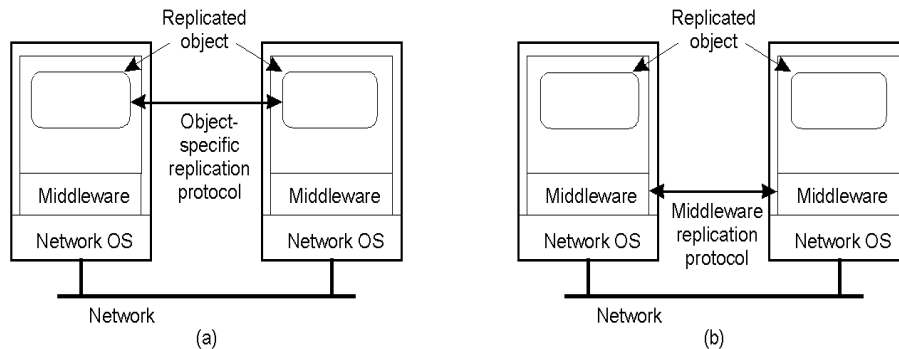 Replicated
object
Object-
specific
replication
protocol
Middleware
Middleware
Network OS
Network OS
Network
(a)
Replicated
object
Middleware
Middleware
Middleware
replication
protocol
Network OS
Network OS
Network
(b)